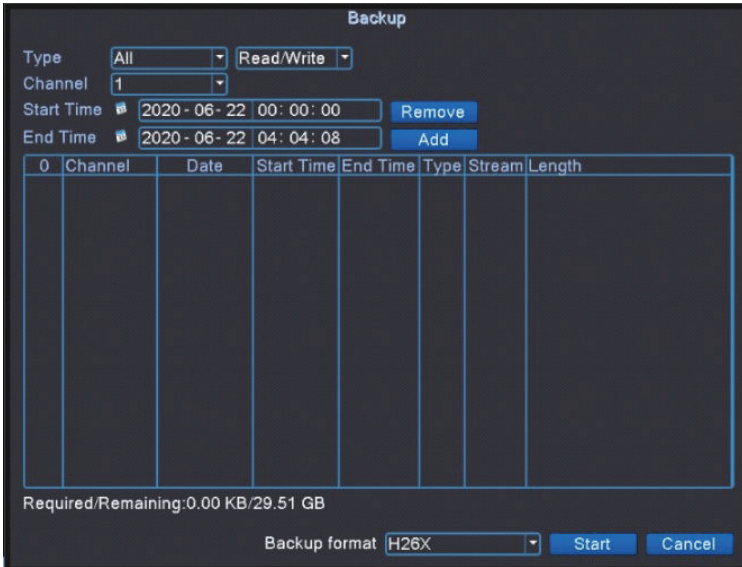 Backup
Type All Read/Write
Channel 1
Start Time 2020-06-22 00:00:00 Remove
End Time 2020-06-22 04:04:08 Add
0 Channel Date Start Time End Time Type Stream Length
Required/Remaining:0.00 KB/29.51 GB
Backup format H26X Start Cancel